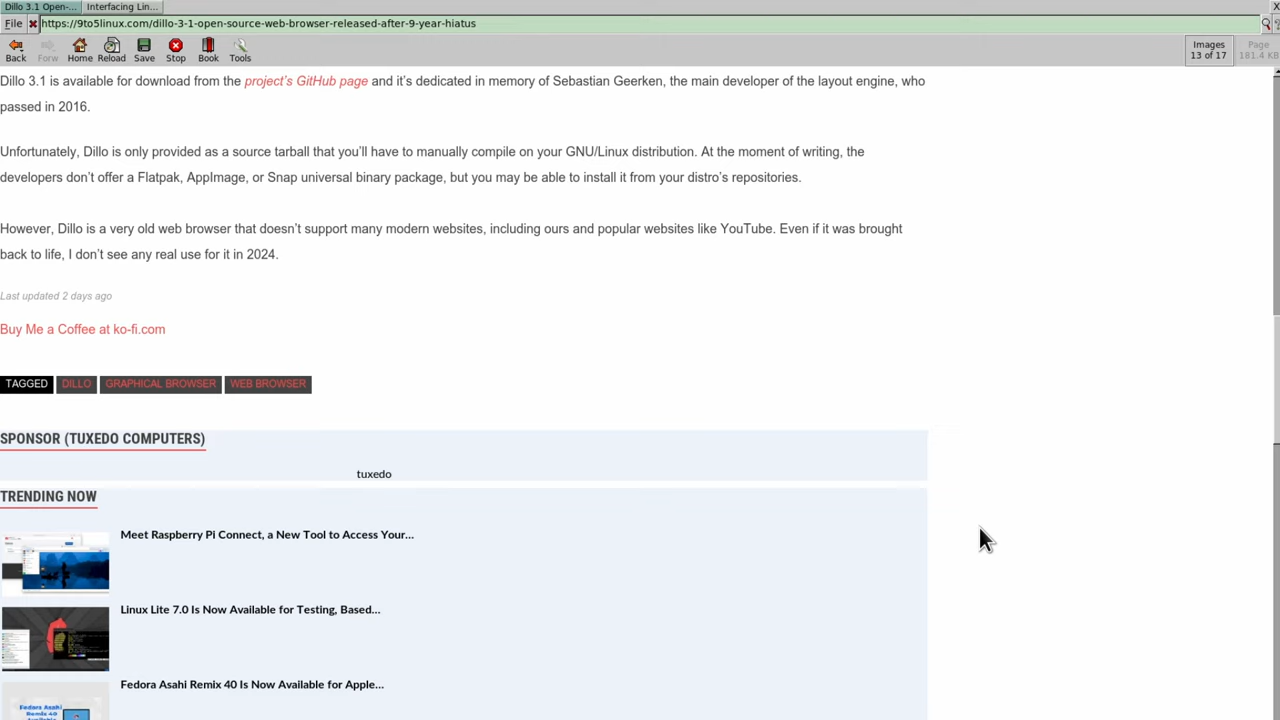 Dillo 3.1 Open-...
Interfacing Lin...
X
File
https://9to5linux.com/dillo-3-1-open-source-web-browser-released-after-9-year-hiatus
Back Forw Home Reload Save Stop Book Tools
Images
13 of 17
Page
181.4 KB
Dillo 3.1 is available for download from the project’s GitHub page and it’s dedicated in memory of Sebastian Geerken, the main developer of the layout engine, who
passed in 2016.
Unfortunately, Dillo is only provided as a source tarball that you’ll have to manually compile on your GNU/Linux distribution. At the moment of writing, the
developers don’t offer a Flatpak, AppImage, or Snap universal binary package, but you may be able to install it from your distro’s repositories.
However, Dillo is a very old web browser that doesn’t support many modern websites, including ours and popular websites like YouTube. Even if it was brought
back to life, I don’t see any real use for it in 2024.
Last updated 2 days ago
Buy Me a Coffee at ko-fi.com
TAGGED DILLO GRAPHICAL BROWSER WEB BROWSER
SPONSOR (TUXEDO COMPUTERS)
tuxedo
TRENDING NOW
Meet Raspberry Pi Connect, a New Tool to Access Your...
Linux Lite 7.0 Is Now Available for Testing, Based...
Fedora Asahi Remix 40 Is Now Available for Apple...
Fedora Asahi
Remix 40
Available